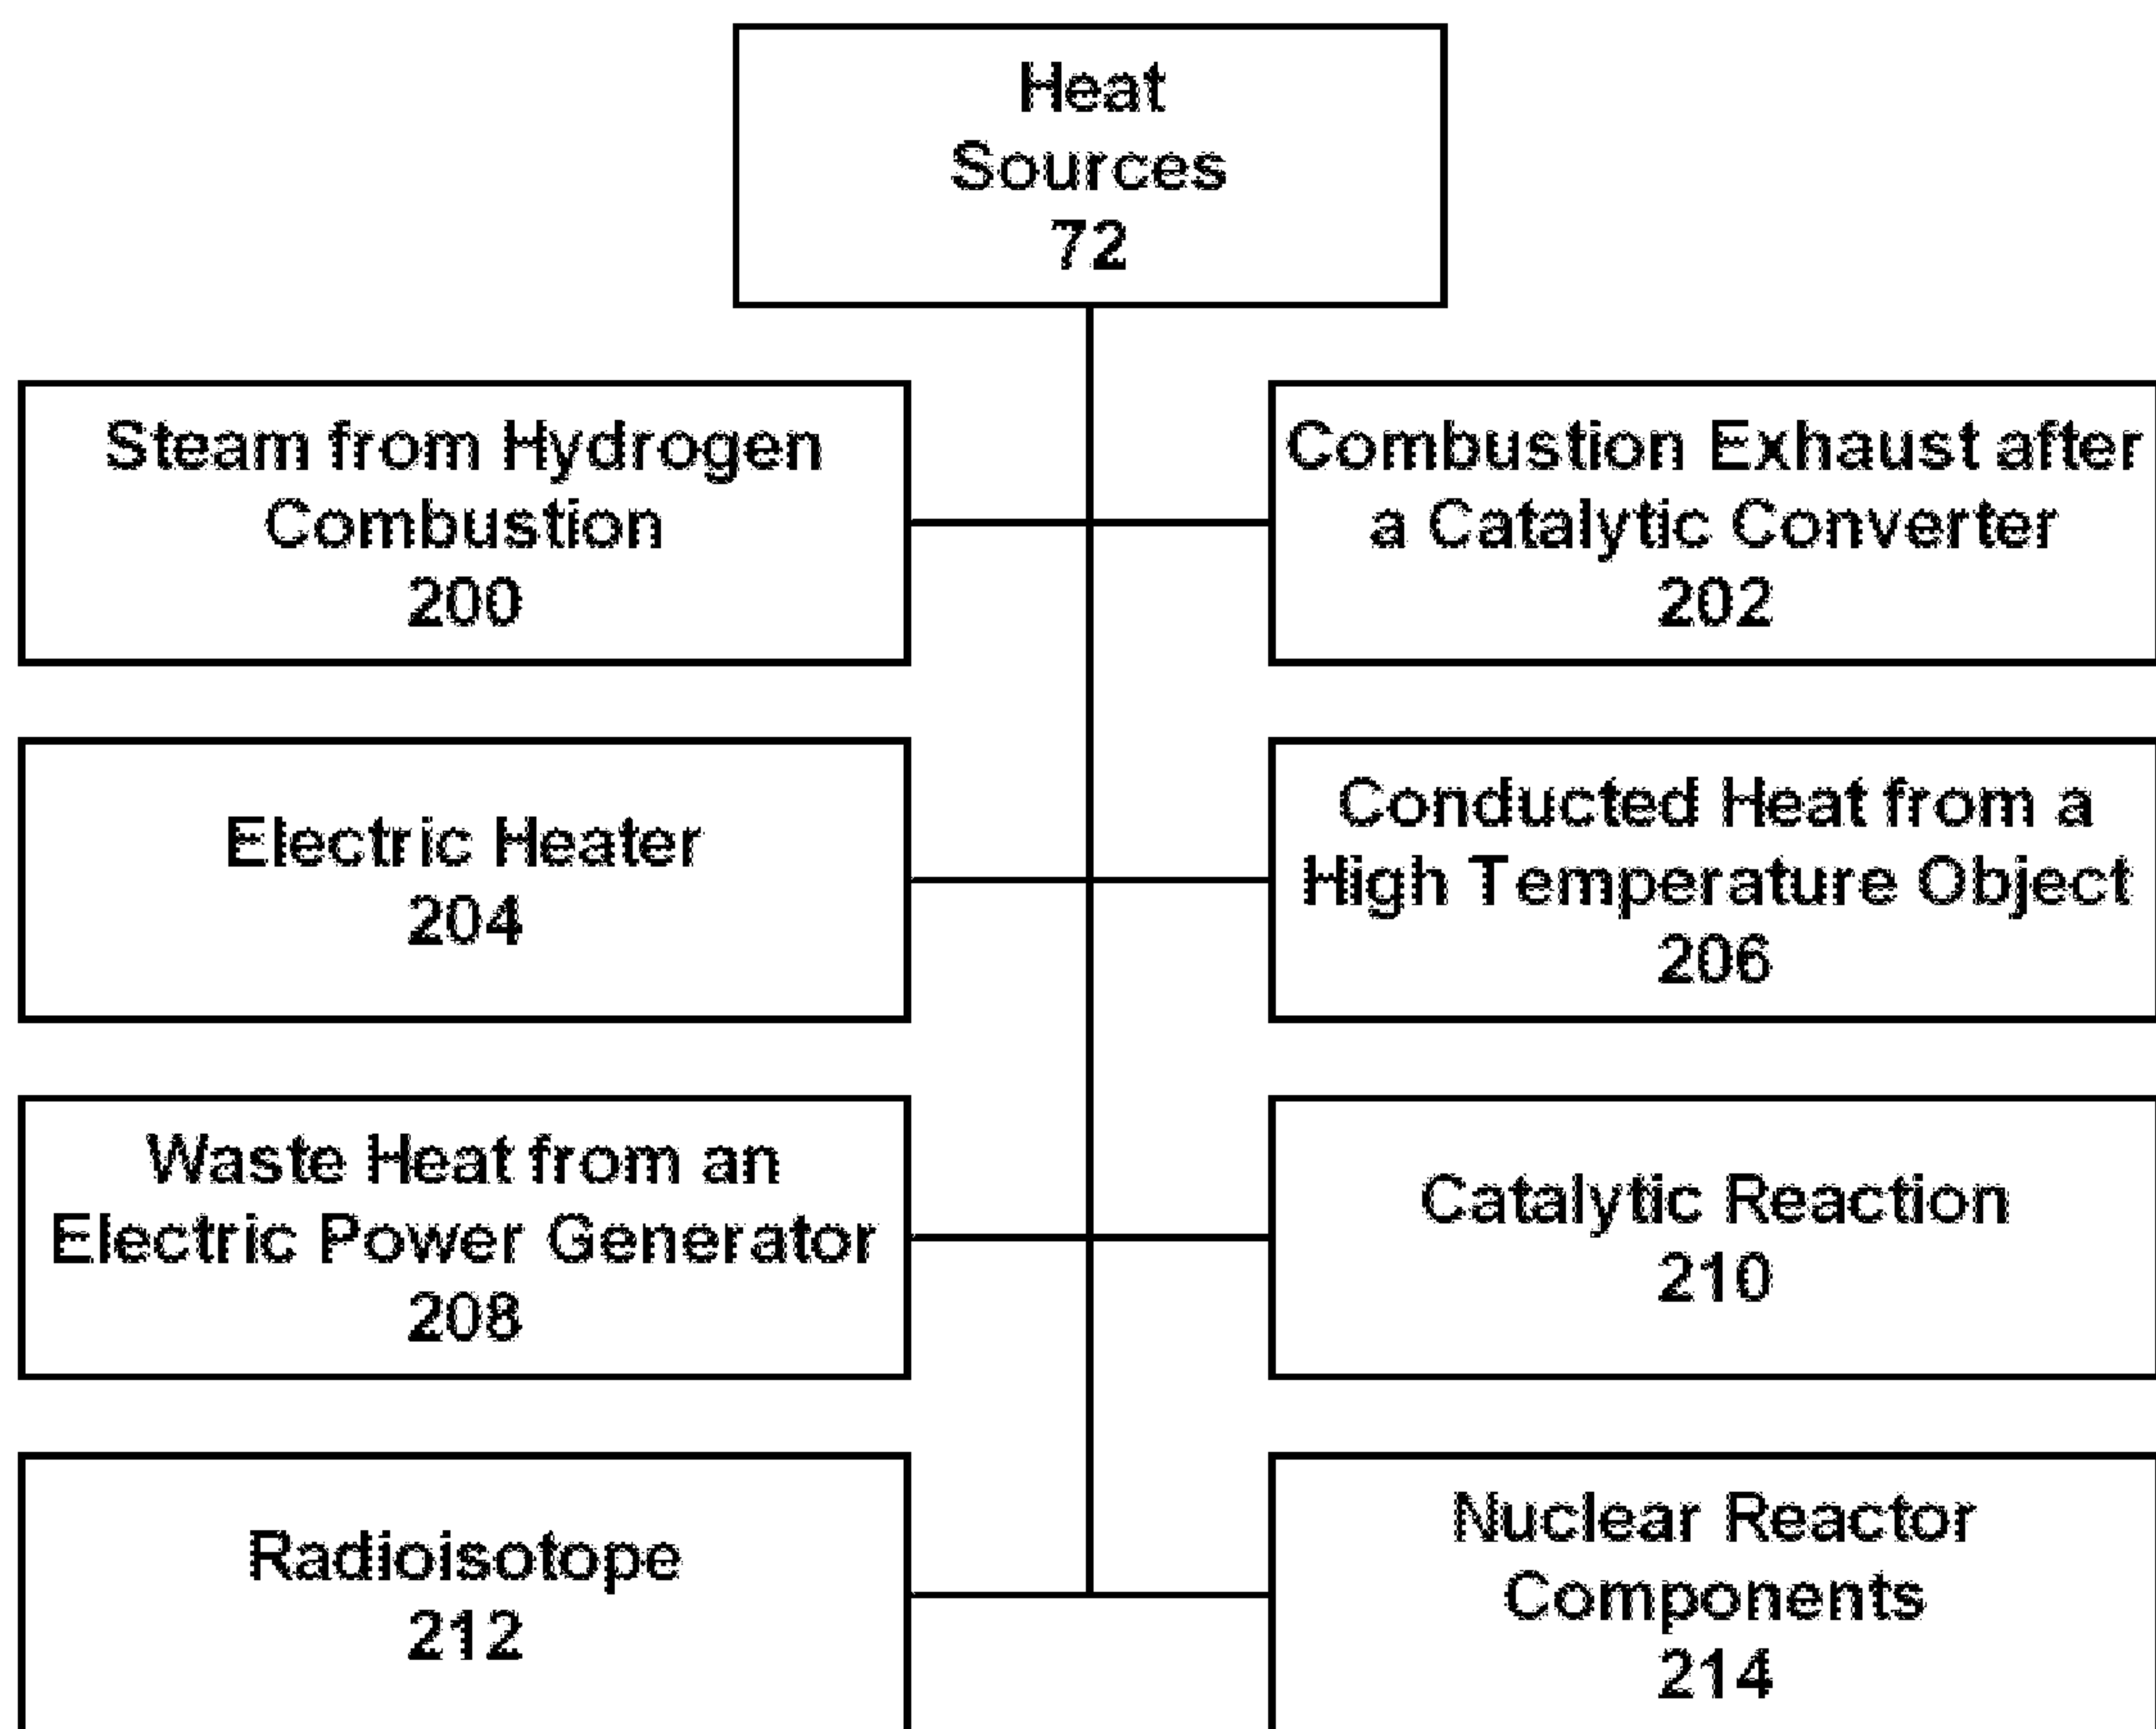 Heat
Sources
72
Steam from Hydrogen
Combustion
200
Combustion Exhaust after
a Catalytic Converter
202
Electric Heater
204
Conducted Heat from a
High Temperature Object
206
Waste Heat from an
Electric Power Generator
208
Catalytic Reaction
210
Radioisotope
212
Nuclear Reactor
Components
214